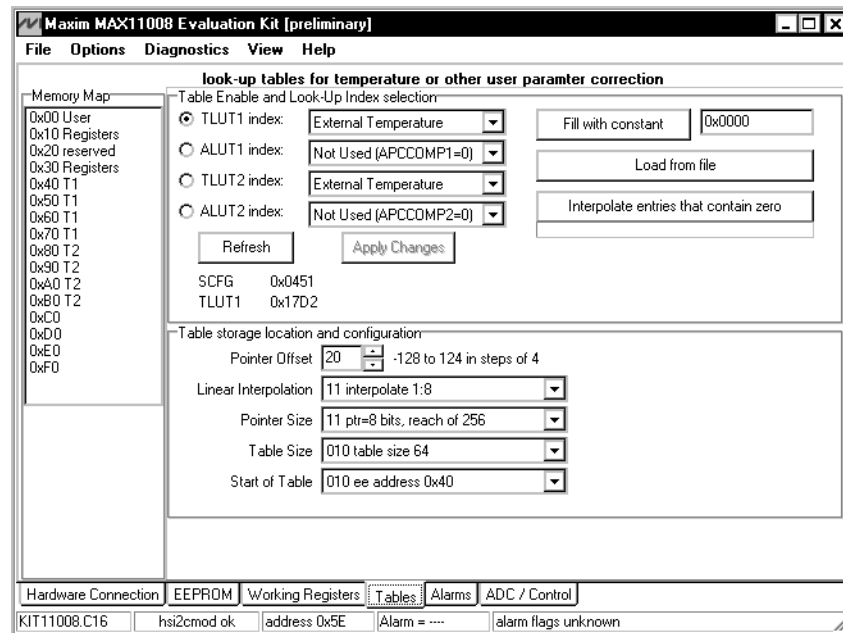 Maxim MAX11008 Evaluation Kit [preliminary]
File Options Diagnostics View Help
look-up tables for temperature or other user paramter correction
Memory Map
0x00 User
0x10 Registers
0x20 reserved
0x30 Registers
0x40 T1
0x50 T1
0x60 T1
0x70 T1
0x80 T2
0x90 T2
0xA0 T2
0xB0 T2
0xC0
0xD0
0xE0
0xF0
Table Enable and Look-Up Index selection
TLUT1 index: External Temperature
ALUT1 index: Not Used (APCCOMP1=0)
TLUT2 index: External Temperature
ALUT2 index: Not Used (APCCOMP2=0)
Fill with constant 0x0000
Load from file
Interpolate entries that contain zero
Refresh Apply Changes
SCFG 0x0451
TLUT1 0x17D2
Table storage location and configuration
Pointer Offset 20 -128 to 124 in steps of 4
Linear Interpolation 11 interpolate 1:8
Pointer Size 11 ptr=8 bits, reach of 256
Table Size 010 table size 64
Start of Table 010 ee address 0x40
Hardware Connection EEPROM Working Registers Tables Alarms ADC / Control
KIT11008.C16 hsi2cmod ok address 0x5E Alarm = ---- alarm flags unknown